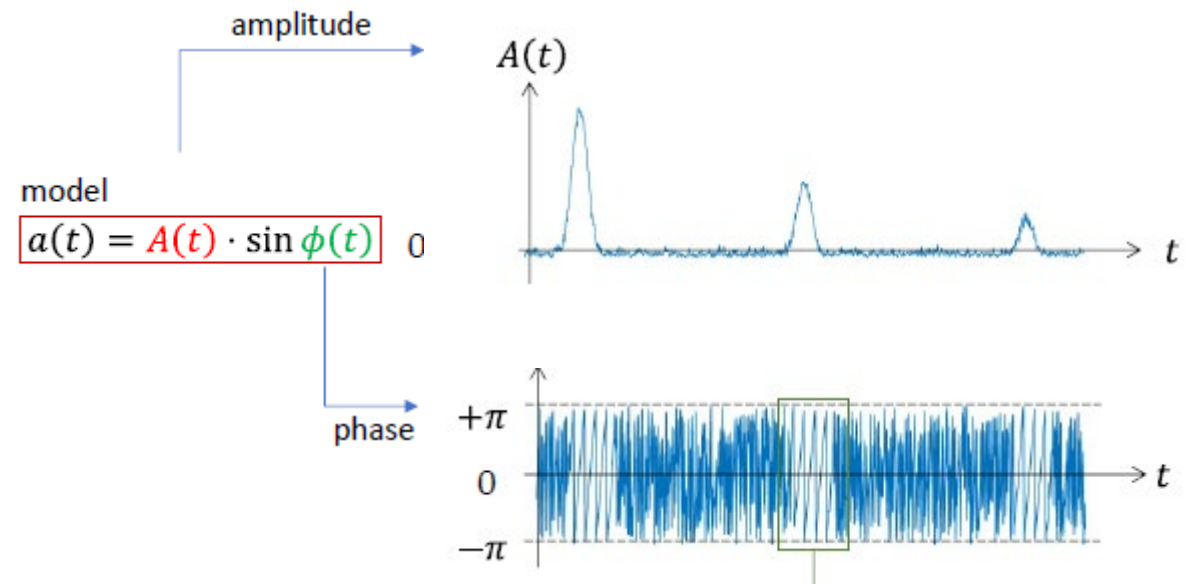 amplitude
A(t)
model
a(t) = A(t) · sin ϕ(t)
0
t
phase
+π
0
t
−π